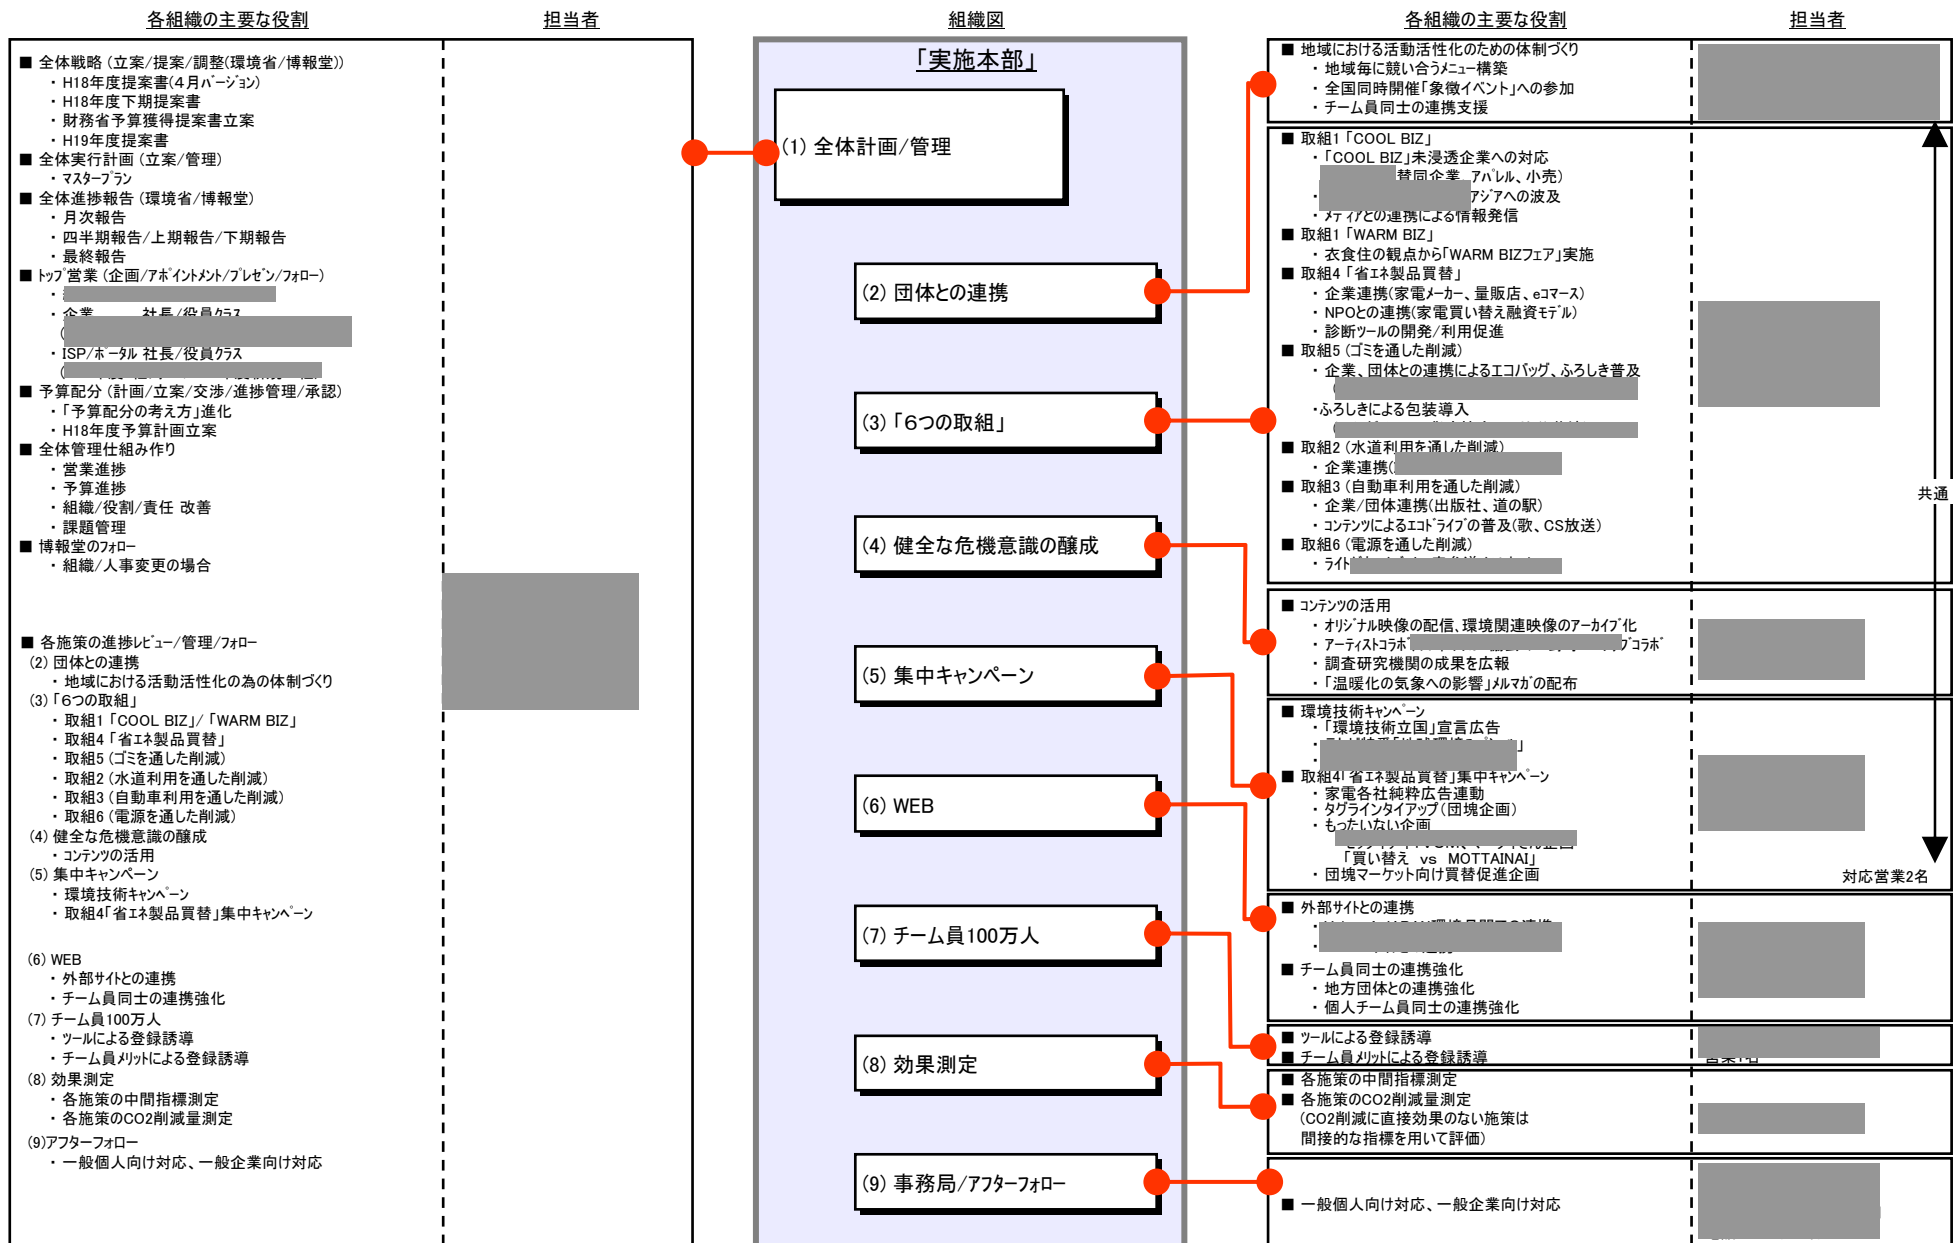 各組織の主要な役割
担当者
■ 全体戦略 (立案/提案/調整(環境省/博報堂))
・ H18年度提案書(4月バージョン)
・ H18年度下期提案書
・ 財務省予算獲得提案書立案
・ H19年度提案書
■ 全体実行計画 (立案/管理)
・ マスタープラン
■ 全体進捗報告 (環境省/博報堂)
・ 月次報告
・ 四半期報告/上期報告/下期報告
・ 最終報告
■ トップ営業 (企画/アポイントメント/プレゼン/フォロー)
・ 企業 社長/役員クラス
・ ISP/ポータル 社長/役員クラス
■ 予算配分 (計画/立案/交渉/進捗管理/承認)
・ 「予算配分の考え方」進化
・ H18年度予算計画立案
■ 全体管理仕組み作り
・ 営業進捗
・ 予算進捗
・ 組織/役割/責任 改善
・ 課題管理
■ 博報堂のフォロー
・ 組織/人事変更の場合
■ 各施策の進捗レビュー/管理/フォロー
(2) 団体との連携
・ 地域における活動活性化の為の体制づくり
(3) 「6つの取組」
・ 取組1 「COOL BIZ」/ 「WARM BIZ」
・ 取組4 「省エネ製品買替」
・ 取組5 (ゴミを通した削減)
・ 取組2 (水道利用を通した削減)
・ 取組3 (自動車利用を通した削減)
・ 取組6 (電源を通した削減)
(4) 健全な危機意識の醸成
・ コンテンツの活用
(5) 集中キャンペーン
・ 環境技術キャンペーン
・ 取組4「省エネ製品買替」集中キャンペーン
(6) WEB
・ 外部サイトとの連携
・ チーム員同士の連携強化
(7) チーム員100万人
・ ツールによる登録誘導
・ チーム員メリットによる登録誘導
(8) 効果測定
・ 各施策の中間指標測定
・ 各施策のCO2削減量測定
(9)アフターフォロー
・ 一般個人向け対応、一般企業向け対応
組織図
「実施本部」
(1) 全体計画/管理
(2) 団体との連携
(3) 「6つの取組」
(4) 健全な危機意識の醸成
(5) 集中キャンペーン
(6) WEB
(7) チーム員100万人
(8) 効果測定
(9) 事務局/アフターフォロー
各組織の主要な役割
担当者
■ 地域における活動活性化のための体制づくり
・ 地域毎に競い合うメニュー構築
・ 全国同時開催「象徴イベント」への参加
・ チーム員同士の連携支援
■ 取組1 「COOL BIZ」
・ 「COOL BIZ」未浸透企業への対応
賛同企業、アパレル、小売)
・ アジアへの波及
・ メディアとの連携による情報発信
■ 取組1 「WARM BIZ」
・ 衣食住の観点から「WARM BIZフェア」実施
■ 取組4 「省エネ製品買替」
・ 企業連携(家電メーカー、量販店、eコマース)
・ NPOとの連携(家電買い替え融資モデル)
・ 診断ツールの開発/利用促進
■ 取組5 (ゴミを通した削減)
・ 企業、団体との連携によるエコバッグ、ふろしき普及
・ふろしきによる包装導入
■ 取組2 (水道利用を通した削減)
・ 企業連携(
■ 取組3 (自動車利用を通した削減)
・ 企業/団体連携(出版社、道の駅)
・ コンテンツによるエコドライブの普及(歌、CS放送)
■ 取組6 (電源を通した削減)
・ ライト
共通
■ コンテンツの活用
・ オリジナル映像の配信、環境関連映像のアーカイブ化
・ アーティストコラボ ブコラボ
・ 調査研究機関の成果を広報
・ 「温暖化の気象への影響」メルマガの配布
■ 環境技術キャンペーン
・ 「環境技術立国」宣言広告
■ 取組4「省エネ製品買替」集中キャンペーン
・ 家電各社純粋広告連動
・ タグラインタイアップ(団塊企画)
・ もったいない企画
「買い替え vs MOTTAINAI」
・ 団塊マーケット向け買替促進企画
対応営業2名
■ 外部サイトとの連携
■ チーム員同士の連携強化
・ 地方団体との連携強化
・ 個人チーム員同士の連携強化
■ ツールによる登録誘導
■ チーム員メリットによる登録誘導
■ 各施策の中間指標測定
■ 各施策のCO2削減量測定
(CO2削減に直接効果のない施策は
間接的な指標を用いて評価)
■ 一般個人向け対応、一般企業向け対応